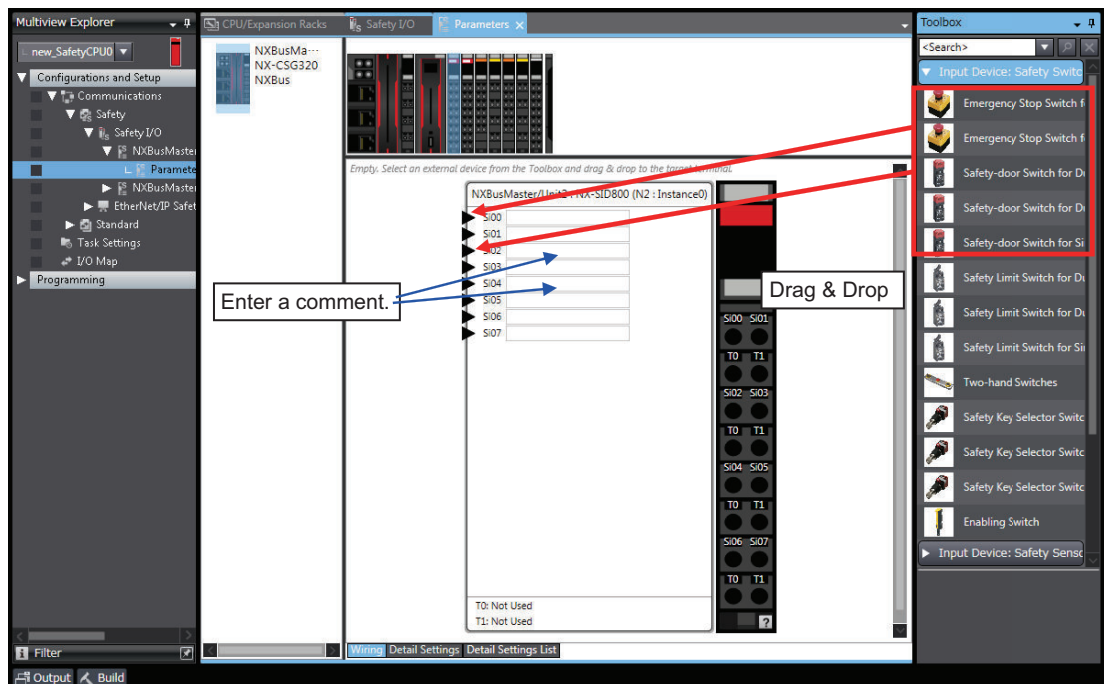 Multiview Explorer
new_SafetyCPU0
Configurations and Setup
Communications
Safety
Safety I/O
NXBusMaster
Paramete
NXBusMaster
EtherNet/IP Safet
Standard
Task Settings
I/O Map
Programming
Filter
Output Build
CPU/Expansion Racks Safety I/O Parameters
NXBusMa...
NX-CSG320
NXBus
Empty. Select an external device from the Toolbox and drag & drop to the target terminal.
(N2 : Instance0)
Si00
Si01
Si02
Si03
Si04
Si05
Si06
Si07
Enter a comment.
Drag & Drop
Si00 Si01
T0 T1
Si02 Si03
T0 T1
Si04 Si05
T0 T1
Si06 Si07
T0 T1
T0: Not Used
T1: Not Used
?
Wiring Detail Settings Detail Settings List
Toolbox
<Search>
Input Device: Safety Switc
Emergency Stop Switch f
Emergency Stop Switch f
Safety-door Switch for Du
Safety-door Switch for Du
Safety-door Switch for Si
Safety Limit Switch for Du
Safety Limit Switch for Du
Safety Limit Switch for Si
Two-hand Switches
Safety Key Selector Switc
Safety Key Selector Switc
Safety Key Selector Switc
Enabling Switch
Input Device: Safety Senso